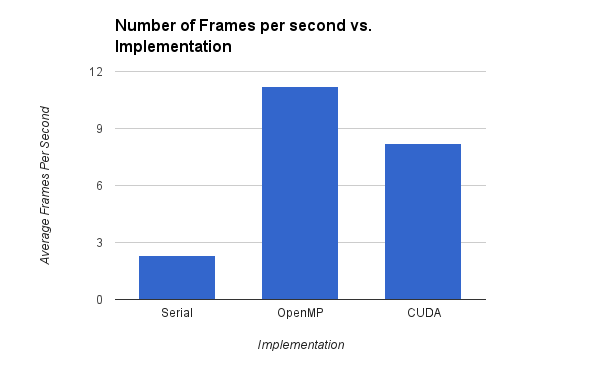 Number of Frames per second vs.
Implementation
12
9
6
3
0
Average Frames Per Second
Serial
OpenMP
CUDA
Implementation